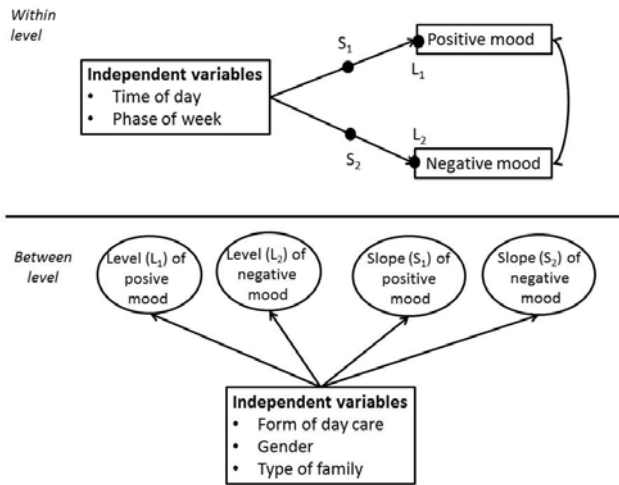 Within
level
S1
Positive mood
L1
Independent variables
• Time of day
• Phase of week
L2
S2
Negative mood
Between
level
Level (L1) of
posive
mood
Level (L2) of
negative
mood
Slope (S1) of
positive
mood
Slope (S2) of
negative
mood
Independent variables
• Form of day care
• Gender
• Type of family